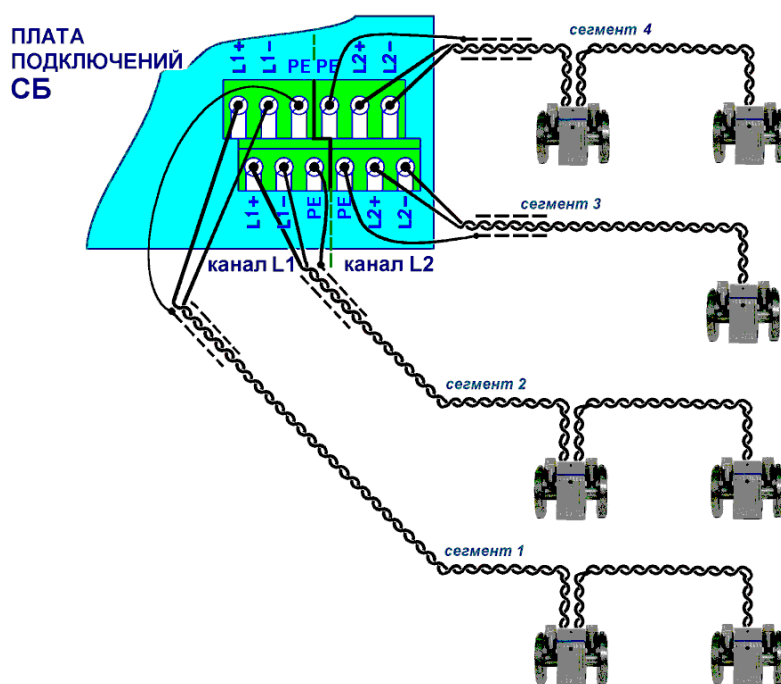 ПЛАТА
ПОДКЛЮЧЕНИЙ
СБ
L1+ L1- PE PE L2+ L2-
L1+ L1- PE PE L2+ L2-
канал L1 канал L2
сегмент 4
сегмент 3
сегмент 2
сегмент 1